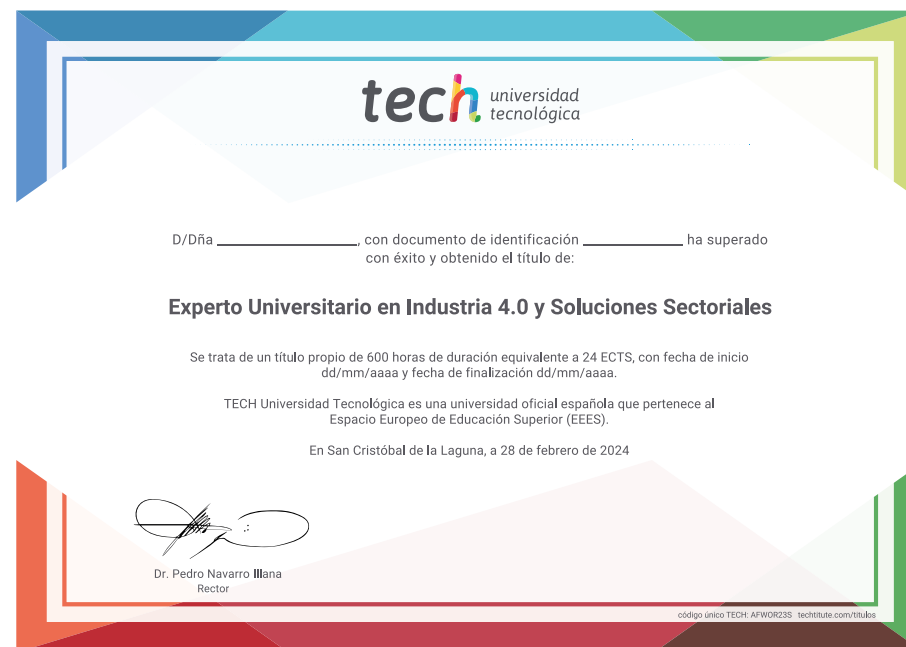 tech universidad
tecnológica
D/Dña ______________, con documento de identificación __________ ha superado
con éxito y obtenido el título de:
Experto Universitario en Industria 4.0 y Soluciones Sectoriales
Se trata de un título propio de 600 horas de duración equivalente a 24 ECTS, con fecha de inicio
dd/mm/aaaa y fecha de finalización dd/mm/aaaa.
TECH Universidad Tecnológica es una universidad oficial española que pertenece al
Espacio Europeo de Educación Superior (EEES).
En San Cristóbal de la Laguna, a 28 de febrero de 2024
Dr. Pedro Navarro Illana
Rector
código único TECH: AFWOR23S techtitute.com/titulos